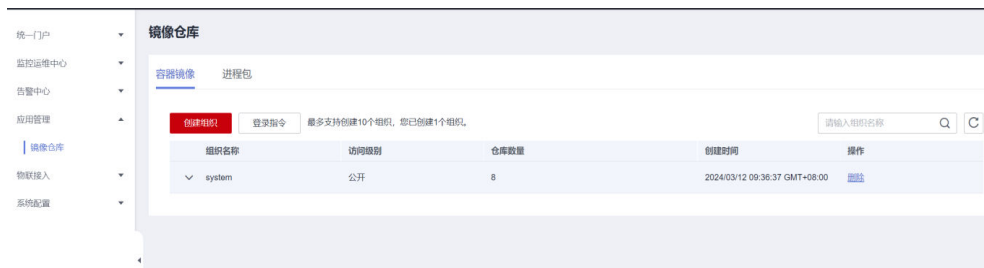 统一门户
监控运维中心
告警中心
应用管理
镜像仓库
物联接入
系统配置
镜像仓库
容器镜像 进程包
创建组织 登录指令 最多支持创建10个组织，您已创建1个组织。 请输入组织名称
组织名称 访问级别 仓库数量 创建时间 操作
system 公开 8 2024/03/12 09:36:37 GMT+08:00 删除